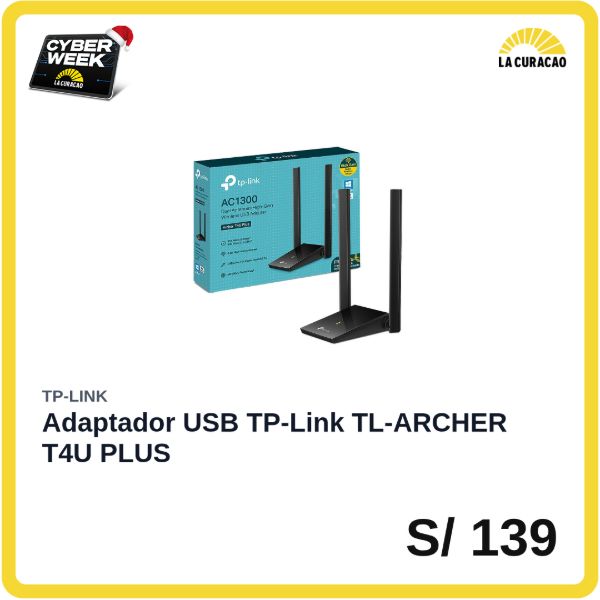 CYBER
WEEK
LA CURACAO
LA CURACAO
tp-link
AC1300
TP-LINK
Adaptador USB TP-Link TL-ARCHER
T4U PLUS
S/ 139